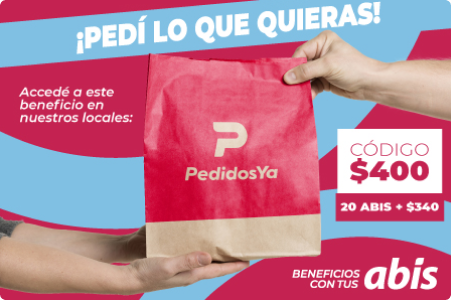 ¡PEDÍ LO QUE QUIERAS!
Accedé a este
beneficio en
nuestros locales:
PedidosYa
CÓDIGO
$400
20 ABIS + $340
BENEFICIOS
CON TUS
abis